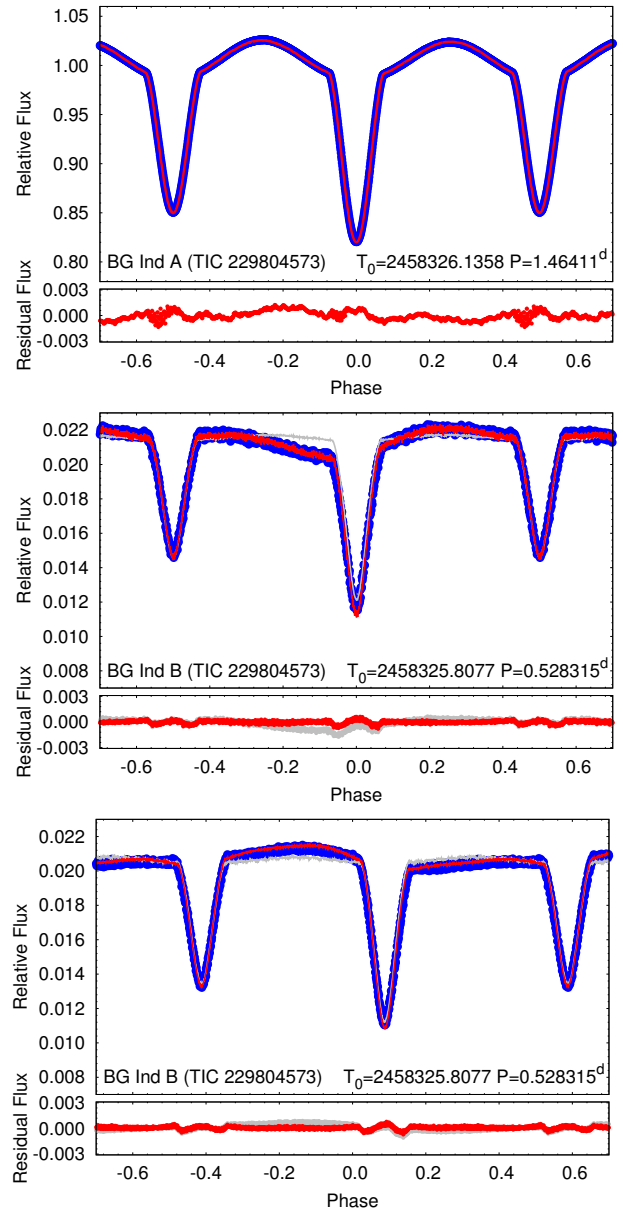 1.05
1.00
0.95
0.90
0.85
0.80
Relative Flux
BG Ind A (TIC 229804573) T₀=2458326.1358 P=1.46411ᵈ
0.003
0.000
-0.003
Residual Flux
-0.6 -0.4 -0.2 0.0 0.2 0.4 0.6
Phase
0.022
0.020
0.018
0.016
0.014
0.012
0.010
0.008
Relative Flux
BG Ind B (TIC 229804573) T₀=2458325.8077 P=0.528315ᵈ
0.003
0.000
-0.003
Residual Flux
-0.6 -0.4 -0.2 0.0 0.2 0.4 0.6
Phase
0.022
0.020
0.018
0.016
0.014
0.012
0.010
0.008
Relative Flux
BG Ind B (TIC 229804573) T₀=2458325.8077 P=0.528315ᵈ
0.003
0.000
-0.003
Residual Flux
-0.6 -0.4 -0.2 0.0 0.2 0.4 0.6
Phase